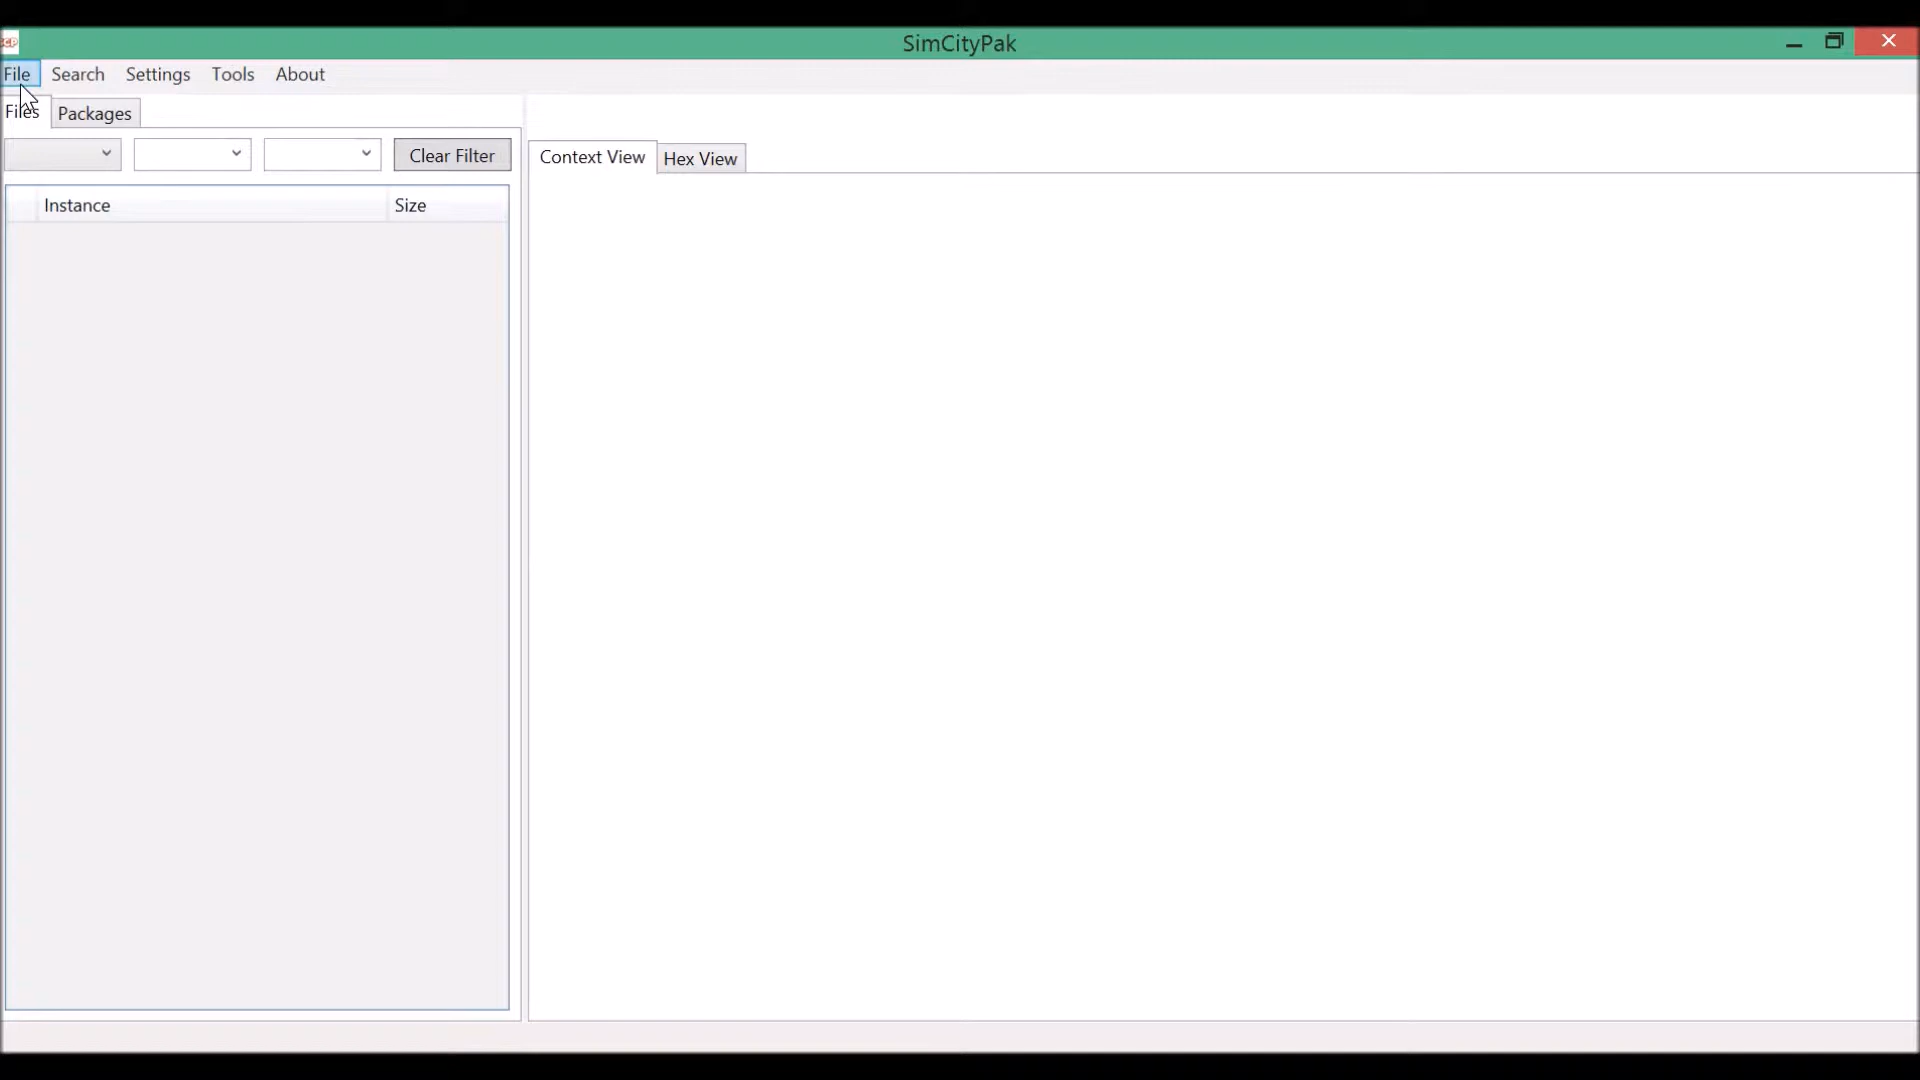 SimCityPak
File Search Settings Tools About
Files Packages
Clear Filter
Context View Hex View
Instance Size